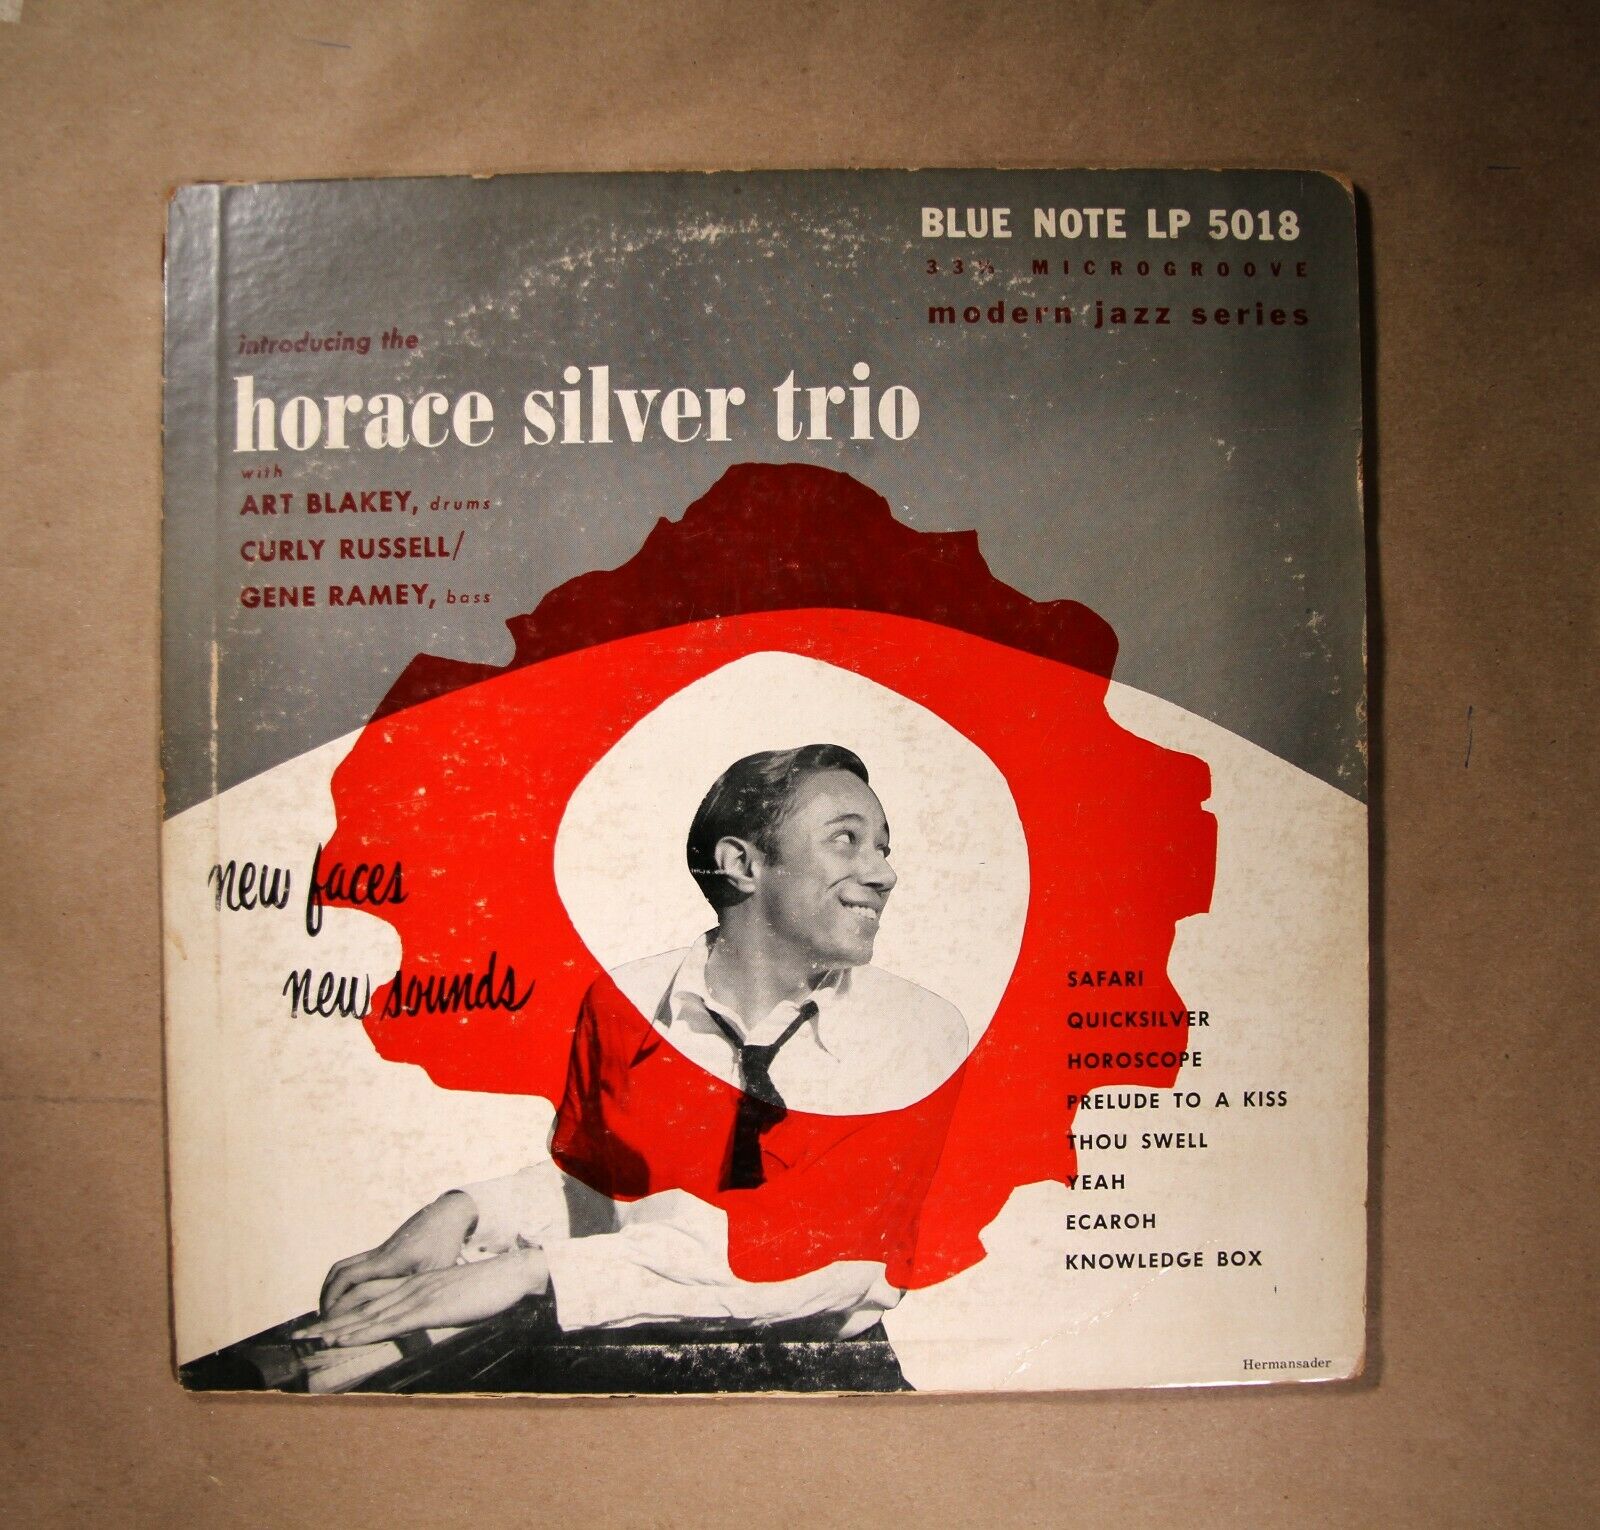 BLUE NOTE LP 5018
33⅓ MICROGROOVE
modern jazz series
introducing the
horace silver trio
with
ART BLAKEY, drums
CURLY RUSSELL/
GENE RAMEY, bass
new faces
new sounds
SAFARI
QUICKSILVER
HOROSCOPE
PRELUDE TO A KISS
THOU SWELL
YEAH
ECAROH
KNOWLEDGE BOX
Hermansader